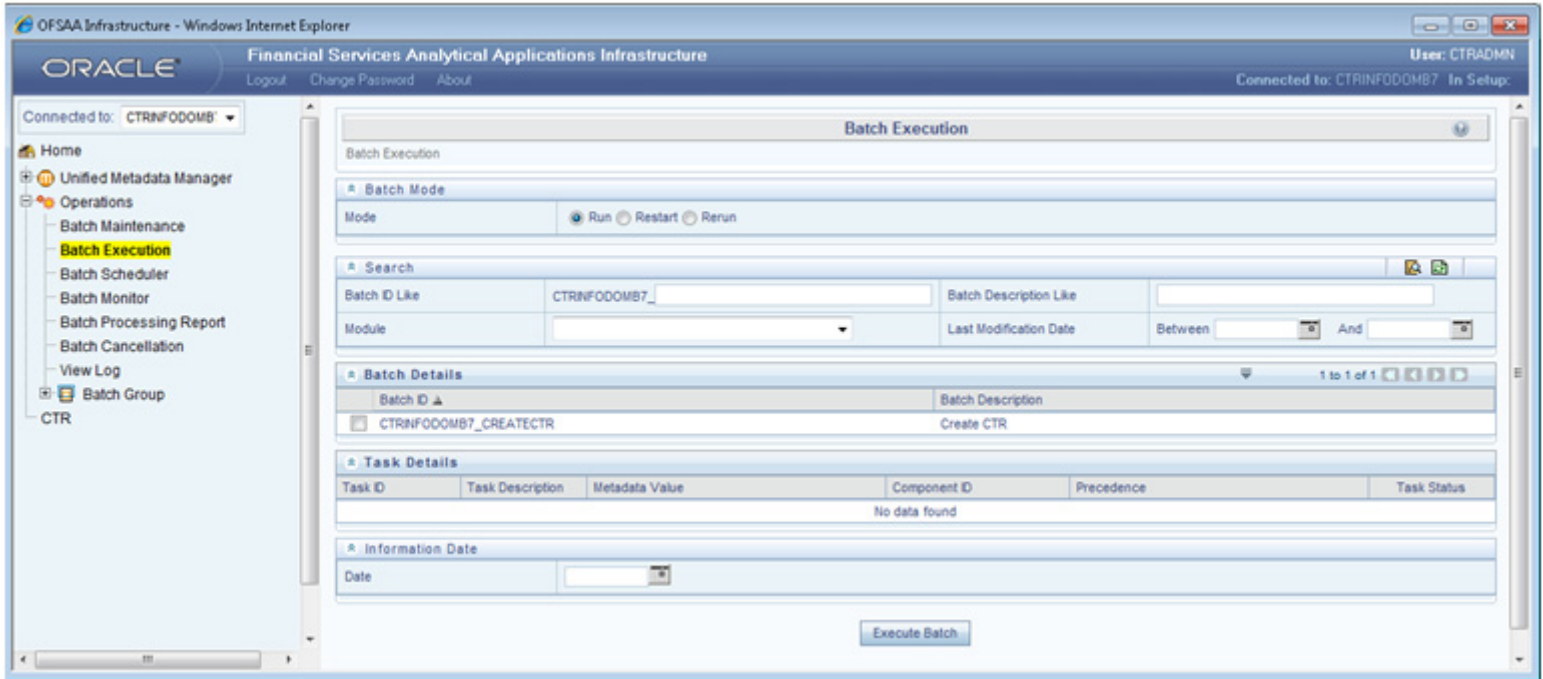 OFSAA Infrastructure - Windows Internet Explorer
ORACLE
Financial Services Analytical Applications Infrastructure
User: CTRADMN
Logout Change Password About
Connected to: CTRINFODOMB7 In Setup:
Connected to: CTRINFODOMB'
Home
Unified Metadata Manager
Operations
Batch Maintenance
Batch Execution
Batch Scheduler
Batch Monitor
Batch Processing Report
Batch Cancellation
View Log
Batch Group
CTR
Batch Execution
Batch Execution
Batch Mode
Mode Run Restart Rerun
Search
Batch ID Like CTRINFODOMB7_ Batch Description Like
Module Last Modification Date Between And
Batch Details 1 to 1 of 1
Batch ID Batch Description
CTRINFODOMB7_CREATECTR Create CTR
Task Details
Task ID Task Description Metadata Value Component ID Precedence Task Status
No data found
Information Date
Date
Execute Batch